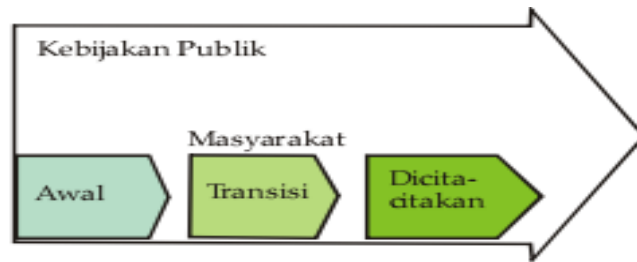 Kebijakan Publik
Masyarakat
Awal
Transisi
Dicita-
citakan